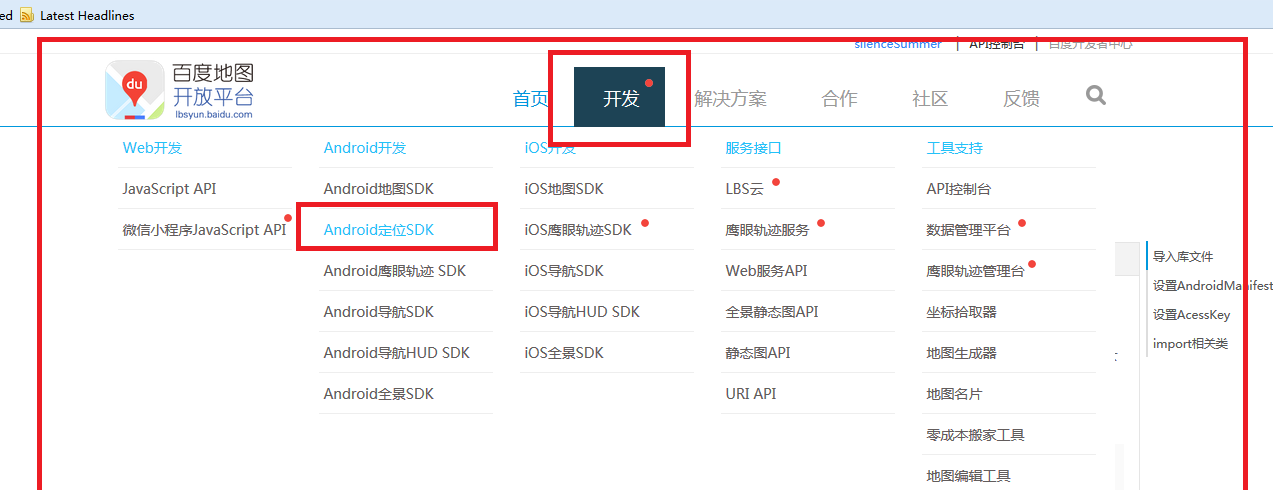 ed Latest Headlines
silenceSummer | API控制台 | 百度开发者中心
du
百度地图
开放平台
lbsyun.baidu.com
首页 开发 解决方案 合作 社区 反馈
Web开发
JavaScript API
微信小程序JavaScript API
Android开发
Android地图SDK
Android定位SDK
Android鹰眼轨迹 SDK
Android导航SDK
Android导航HUD SDK
Android全景SDK
iOS开发
iOS地图SDK
iOS鹰眼轨迹SDK
iOS导航SDK
iOS导航HUD SDK
iOS全景SDK
服务接口
LBS云
鹰眼轨迹服务
Web服务API
全景静态图API
静态图API
URI API
工具支持
API控制台
数据管理平台
鹰眼轨迹管理台
坐标拾取器
地图生成器
地图名片
零成本搬家工具
地图编辑工具
导入库文件
设置AndroidManifest
设置AcessKey
import相关类